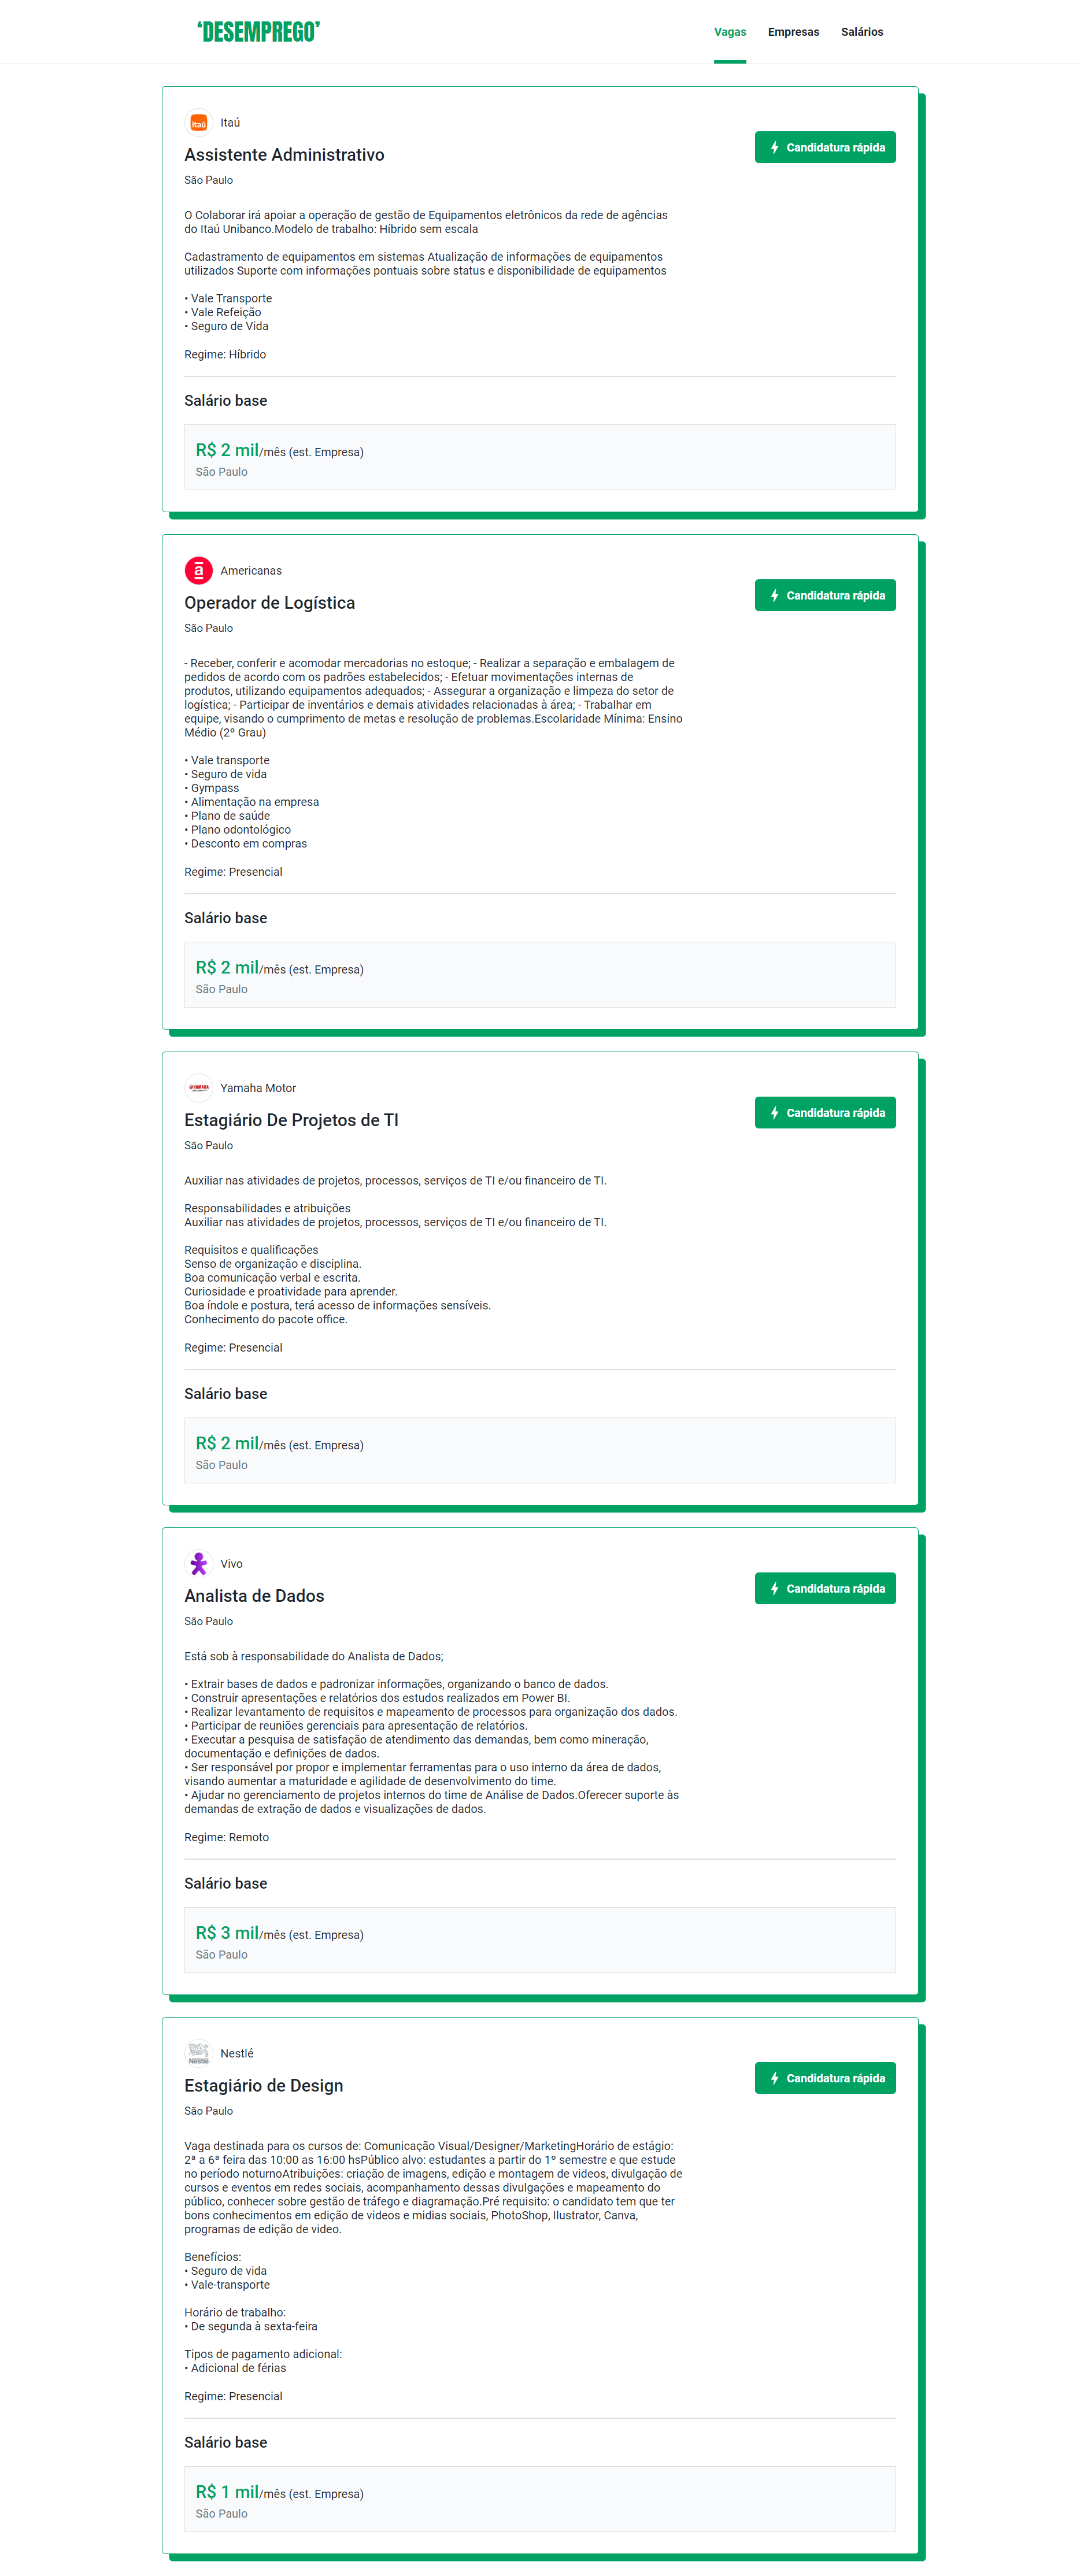 ‘DESEMPREGO’
Vagas Empresas Salários
itaú Itaú
Assistente Administrativo
Candidatura rápida
São Paulo
O Colaborar irá apoiar a operação de gestão de Equipamentos eletrônicos da rede de agências
do Itaú Unibanco.Modelo de trabalho: Híbrido sem escala
Cadastramento de equipamentos em sistemas Atualização de informações de equipamentos
utilizados Suporte com informações pontuais sobre status e disponibilidade de equipamentos
• Vale Transporte
• Vale Refeição
• Seguro de Vida
Regime: Híbrido
Salário base
R$ 2 mil/mês (est. Empresa)
São Paulo
a Americanas
Operador de Logística
Candidatura rápida
São Paulo
- Receber, conferir e acomodar mercadorias no estoque; - Realizar a separação e embalagem de
pedidos de acordo com os padrões estabelecidos; - Efetuar movimentações internas de
produtos, utilizando equipamentos adequados; - Assegurar a organização e limpeza do setor de
logística; - Participar de inventários e demais atividades relacionadas à área; - Trabalhar em
equipe, visando o cumprimento de metas e resolução de problemas.Escolaridade Mínima: Ensino
Médio (2º Grau)
• Vale transporte
• Seguro de vida
• Gympass
• Alimentação na empresa
• Plano de saúde
• Plano odontológico
• Desconto em compras
Regime: Presencial
Salário base
R$ 2 mil/mês (est. Empresa)
São Paulo
YAMAHA Yamaha Motor
Estagiário De Projetos de TI
Candidatura rápida
São Paulo
Auxiliar nas atividades de projetos, processos, serviços de TI e/ou financeiro de TI.
Responsabilidades e atribuições
Auxiliar nas atividades de projetos, processos, serviços de TI e/ou financeiro de TI.
Requisitos e qualificações
Senso de organização e disciplina.
Boa comunicação verbal e escrita.
Curiosidade e proatividade para aprender.
Boa índole e postura, terá acesso de informações sensíveis.
Conhecimento do pacote office.
Regime: Presencial
Salário base
R$ 2 mil/mês (est. Empresa)
São Paulo
Vivo
Analista de Dados
Candidatura rápida
São Paulo
Está sob à responsabilidade do Analista de Dados;
• Extrair bases de dados e padronizar informações, organizando o banco de dados.
• Construir apresentações e relatórios dos estudos realizados em Power BI.
• Realizar levantamento de requisitos e mapeamento de processos para organização dos dados.
• Participar de reuniões gerenciais para apresentação de relatórios.
• Executar a pesquisa de satisfação de atendimento das demandas, bem como mineração,
documentação e definições de dados.
• Ser responsável por propor e implementar ferramentas para o uso interno da área de dados,
visando aumentar a maturidade e agilidade de desenvolvimento do time.
• Ajudar no gerenciamento de projetos internos do time de Análise de Dados.Oferecer suporte às
demandas de extração de dados e visualizações de dados.
Regime: Remoto
Salário base
R$ 3 mil/mês (est. Empresa)
São Paulo
Nestlé Nestlé
Estagiário de Design
Candidatura rápida
São Paulo
Vaga destinada para os cursos de: Comunicação Visual/Designer/MarketingHorário de estágio:
2ª a 6ª feira das 10:00 as 16:00 hsPúblico alvo: estudantes a partir do 1º semestre e que estude
no período noturnoAtribuições: criação de imagens, edição e montagem de videos, divulgação de
cursos e eventos em redes sociais, acompanhamento dessas divulgações e mapeamento do
público, conhecer sobre gestão de tráfego e diagramação.Pré requisito: o candidato tem que ter
bons conhecimentos em edição de videos e midias sociais, PhotoShop, Ilustrator, Canva,
programas de edição de video.
Benefícios:
• Seguro de vida
• Vale-transporte
Horário de trabalho:
• De segunda à sexta-feira
Tipos de pagamento adicional:
• Adicional de férias
Regime: Presencial
Salário base
R$ 1 mil/mês (est. Empresa)
São Paulo